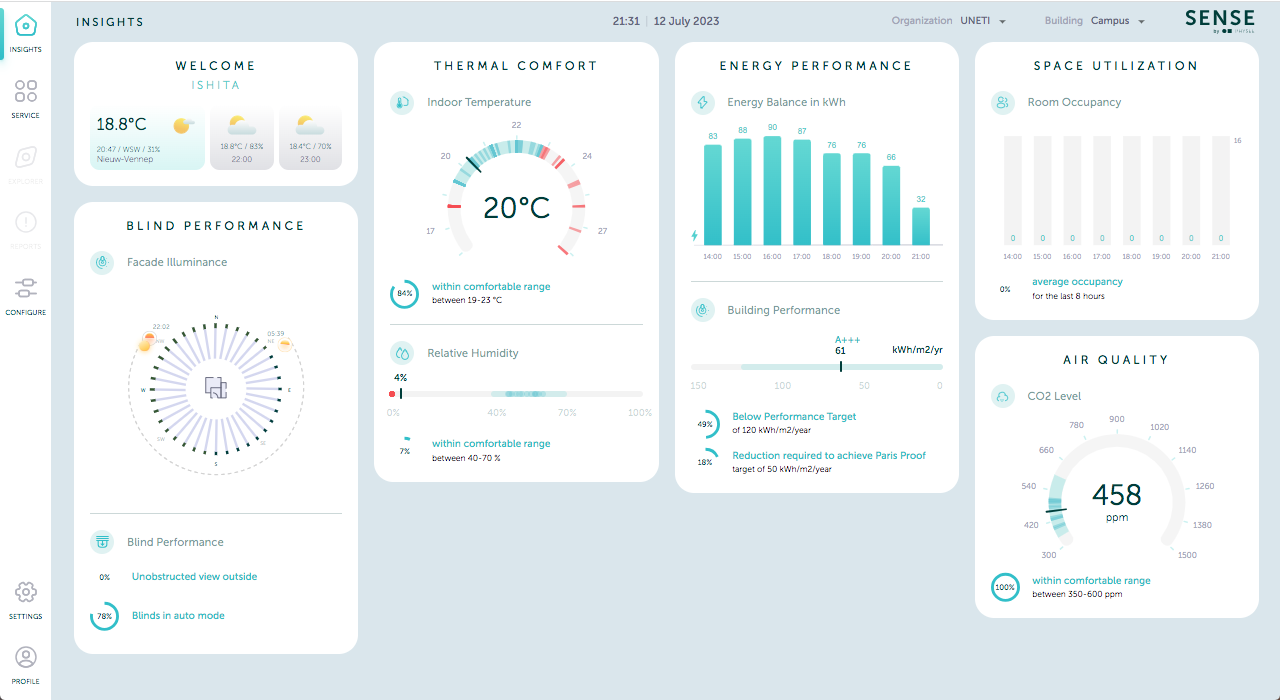 INSIGHTS
21:31 | 12 July 2023
Organization UNETI
Building Campus
SENSE
by PHYSEE
INSIGHTS
SERVICE
EXPLORER
REPORTS
CONFIGURE
SETTINGS
PROFILE
WELCOME
ISHITA
18.8°C
20:47 / WSW / 31%
Nieuw-Vennep
18.8°C / 83%
22:00
18.4°C / 70%
23:00
BLIND PERFORMANCE
Facade Illuminance
22:02
NW
N
05:39
NE
W
E
SW
SE
S
Blind Performance
0%
Unobstructed view outside
78%
Blinds in auto mode
THERMAL COMFORT
Indoor Temperature
22
20
24
17
27
20°C
84%
within comfortable range
between 19-23 °C
Relative Humidity
4%
0%
40%
70%
100%
7%
within comfortable range
between 40-70 %
ENERGY PERFORMANCE
Energy Balance in kWh
83
88
90
87
76
76
66
32
14:00
15:00
16:00
17:00
18:00
19:00
20:00
21:00
Building Performance
A+++
61
kWh/m2/yr
150
100
50
0
49%
Below Performance Target
of 120 kWh/m2/year
18%
Reduction required to achieve Paris Proof
target of 50 kWh/m2/year
SPACE UTILIZATION
Room Occupancy
16
0
0
0
0
0
0
0
0
14:00
15:00
16:00
17:00
18:00
19:00
20:00
21:00
0%
average occupancy
for the last 8 hours
AIR QUALITY
CO2 Level
900
780
1020
660
1140
540
1260
420
1380
300
1500
458
ppm
100%
within comfortable range
between 350-600 ppm